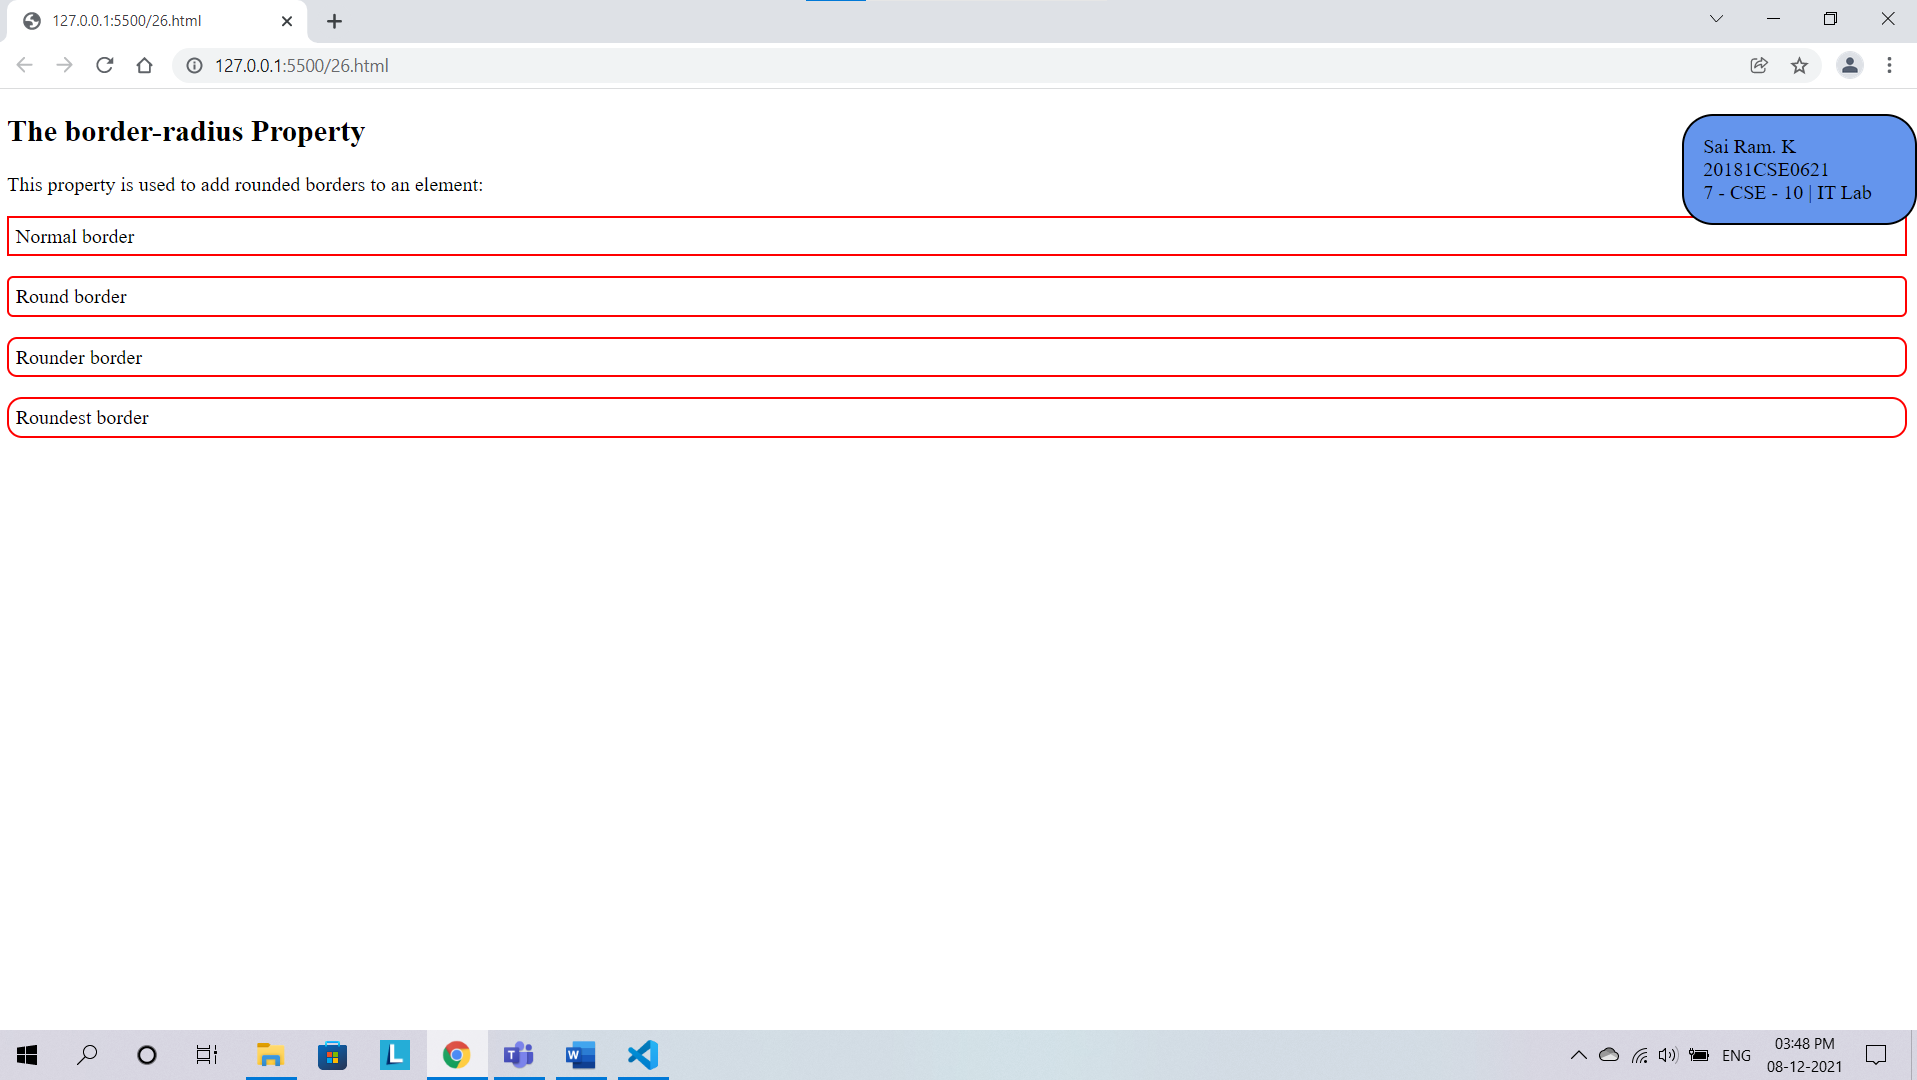 127.0.0.1:5500/26.html
127.0.0.1:5500/26.html
The border-radius Property
Sai Ram. K
20181CSE0621
7 - CSE - 10 | IT Lab
This property is used to add rounded borders to an element:
Normal border
Round border
Rounder border
Roundest border
L
T
W
ENG
03:48 PM
08-12-2021